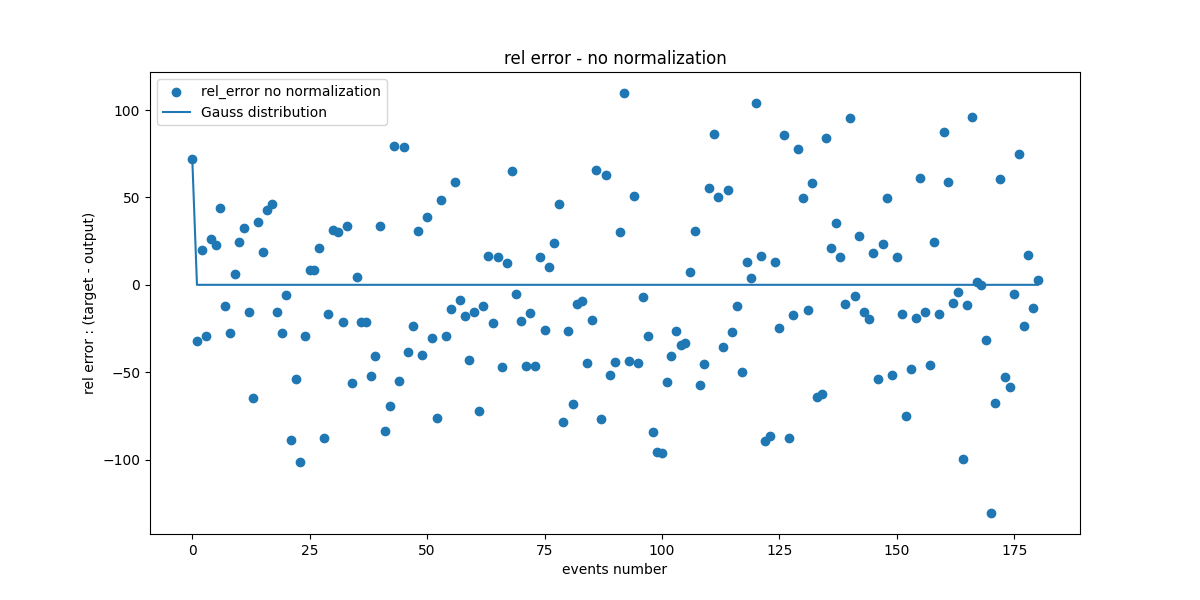 rel error - no normalization
rel_error no normalization
Gauss distribution
100
50
0
−50
−100
rel error : (target - output)
0 25 50 75 100 125 150 175
events number